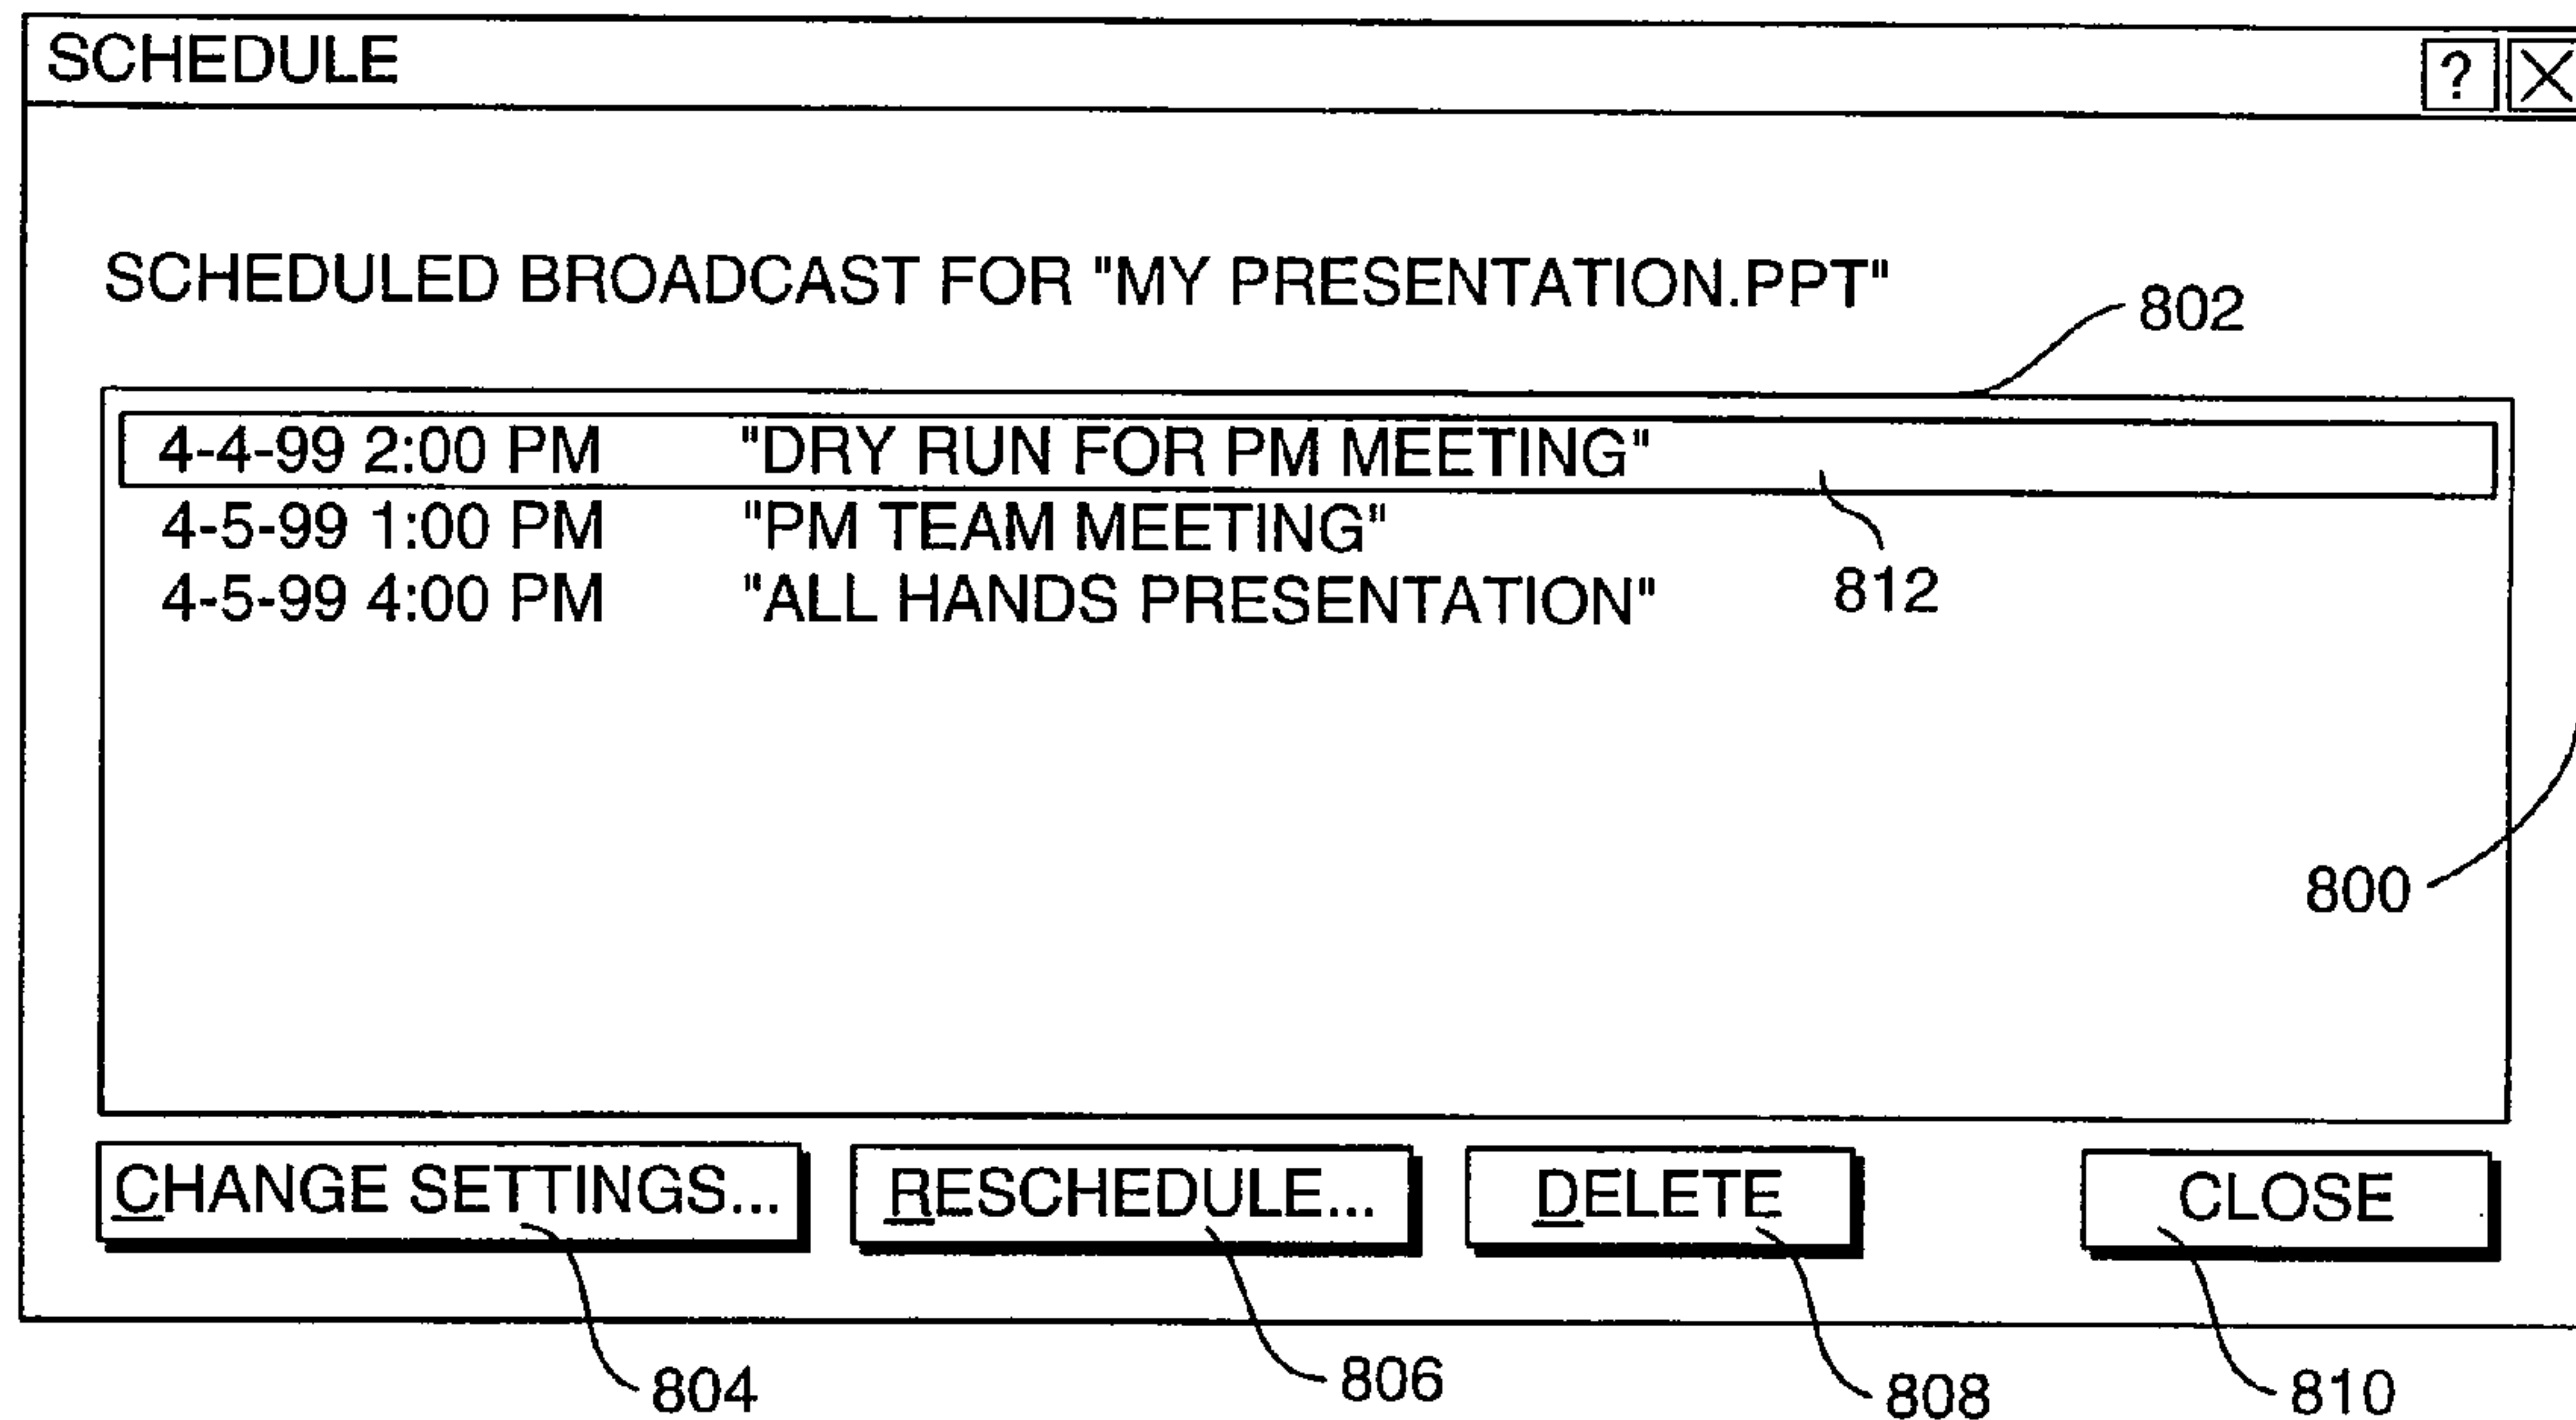 SCHEDULE ? X
SCHEDULED BROADCAST FOR "MY PRESENTATION.PPT"
802
4-4-99 2:00 PM "DRY RUN FOR PM MEETING"
4-5-99 1:00 PM "PM TEAM MEETING"
812
4-5-99 4:00 PM "ALL HANDS PRESENTATION"
800
CHANGE SETTINGS... RESCHEDULE... DELETE CLOSE
804 806 808 810